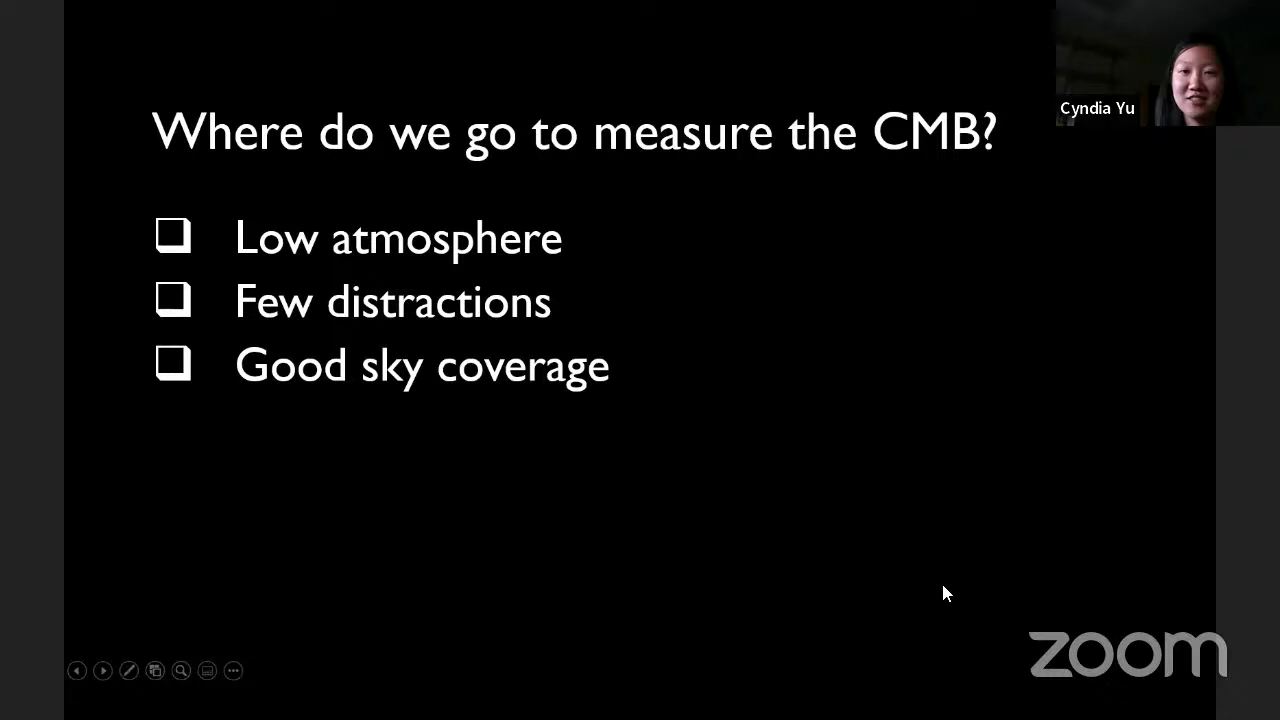 Cyndia Yu
Where do we go to measure the CMB?
Low atmosphere
Few distractions
Good sky coverage
zoom